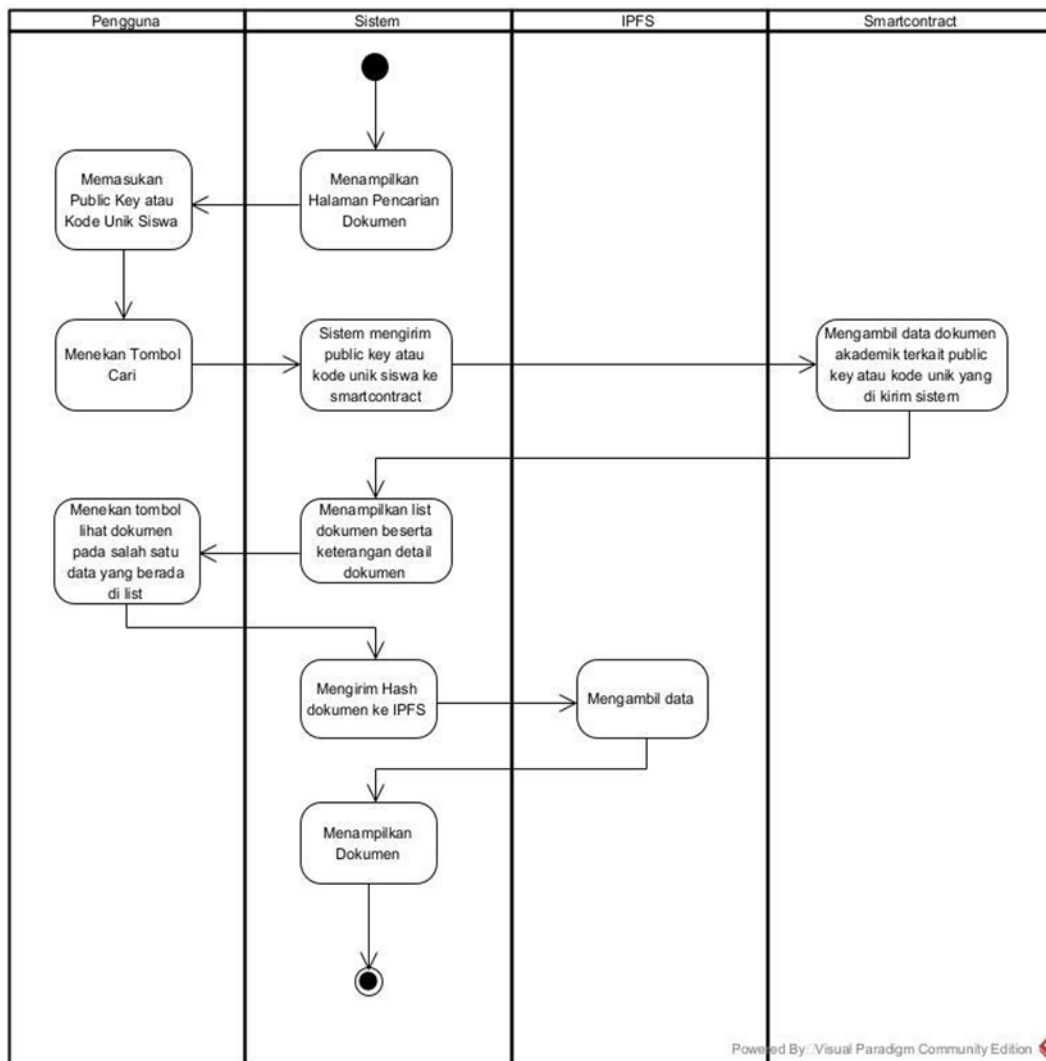 Pengguna
Sistem
IPFS
Smartcontract
Menampilkan
Halaman Pencarian
Dokumen
Memasukan
Public Key atau
Kode Unik Siswa
Menekan Tombol
Cari
Sistem mengirim
public key atau
kode unik siswa ke
smartcontract
Mengambil data dokumen
akademik terkait public
key atau kode unik yang
di kirim sistem
Menampilkan list
dokumen beserta
keterangan detail
dokumen
Menekan tombol
lihat dokumen
pada salah satu
data yang berada
di list
Mengirim Hash
dokumen ke IPFS
Mengambil data
Menampilkan
Dokumen
Powered By Visual Paradigm Community Edition